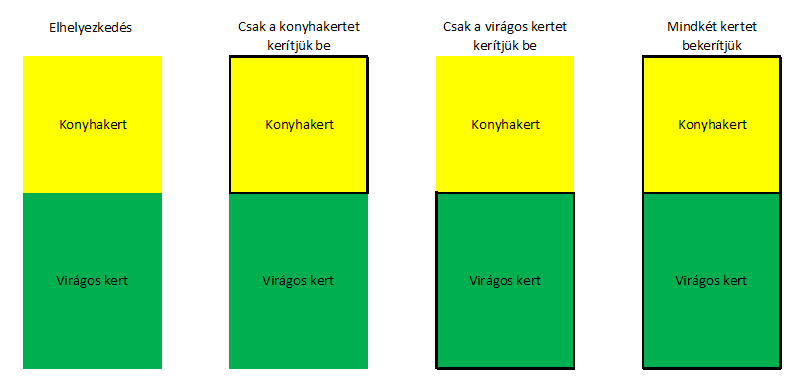 Elhelyezkedés
Csak a konyhakertet
kerítjük be
Csak a virágos kertet
kerítjük be
Mindkét kertet
bekerítjük
Konyhakert
Konyhakert
Konyhakert
Konyhakert
Virágos kert
Virágos kert
Virágos kert
Virágos kert